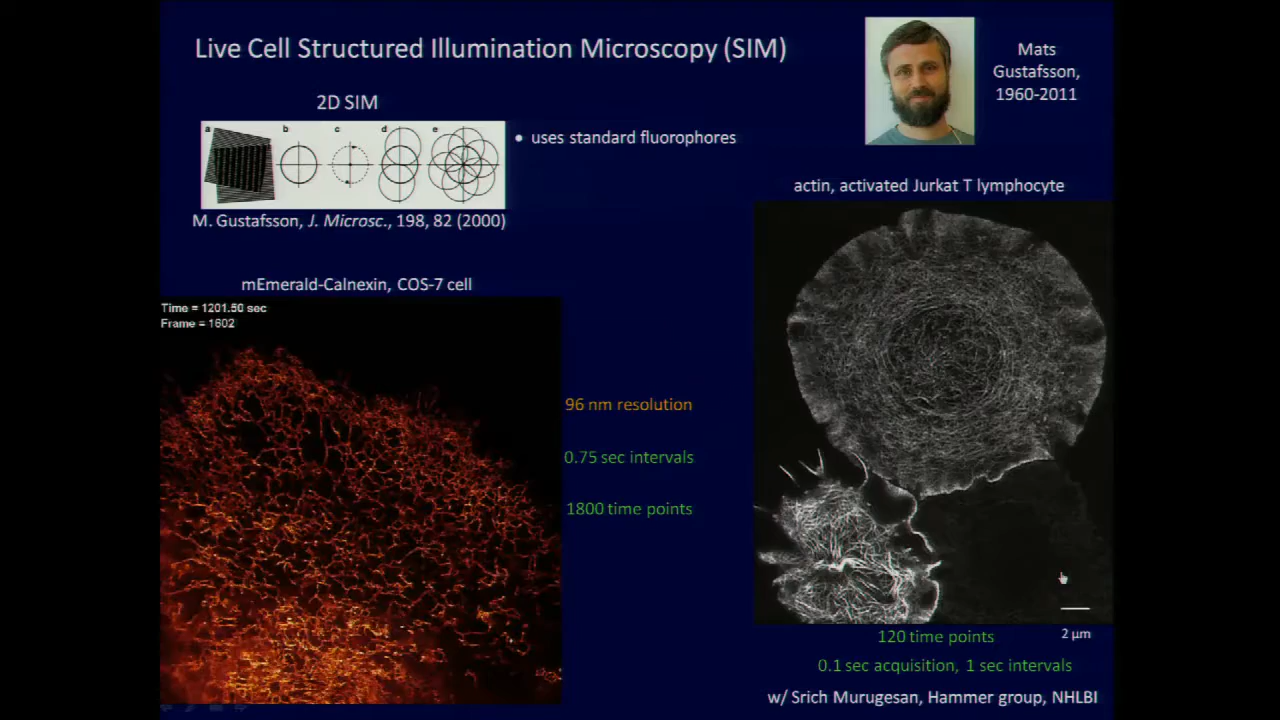 Live Cell Structured Illumination Microscopy (SIM)
Mats
Gustafsson,
1960-2011
2D SIM
a b c d e
• uses standard fluorophores
M. Gustafsson, J. Microsc., 198, 82 (2000)
actin, activated Jurkat T lymphocyte
mEmerald-Calnexin, COS-7 cell
Time = 1201.50 sec
Frame = 1602
96 nm resolution
0.75 sec intervals
1800 time points
2 µm
120 time points
0.1 sec acquisition, 1 sec intervals
w/ Srich Murugesan, Hammer group, NHLBI